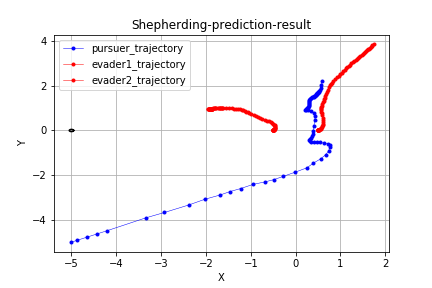 Shepherding-prediction-result
pursuer_trajectory
evader1_trajectory
evader2_trajectory
Y
4
2
0
−2
−4
−5
−4
−3
−2
−1
0
1
2
X